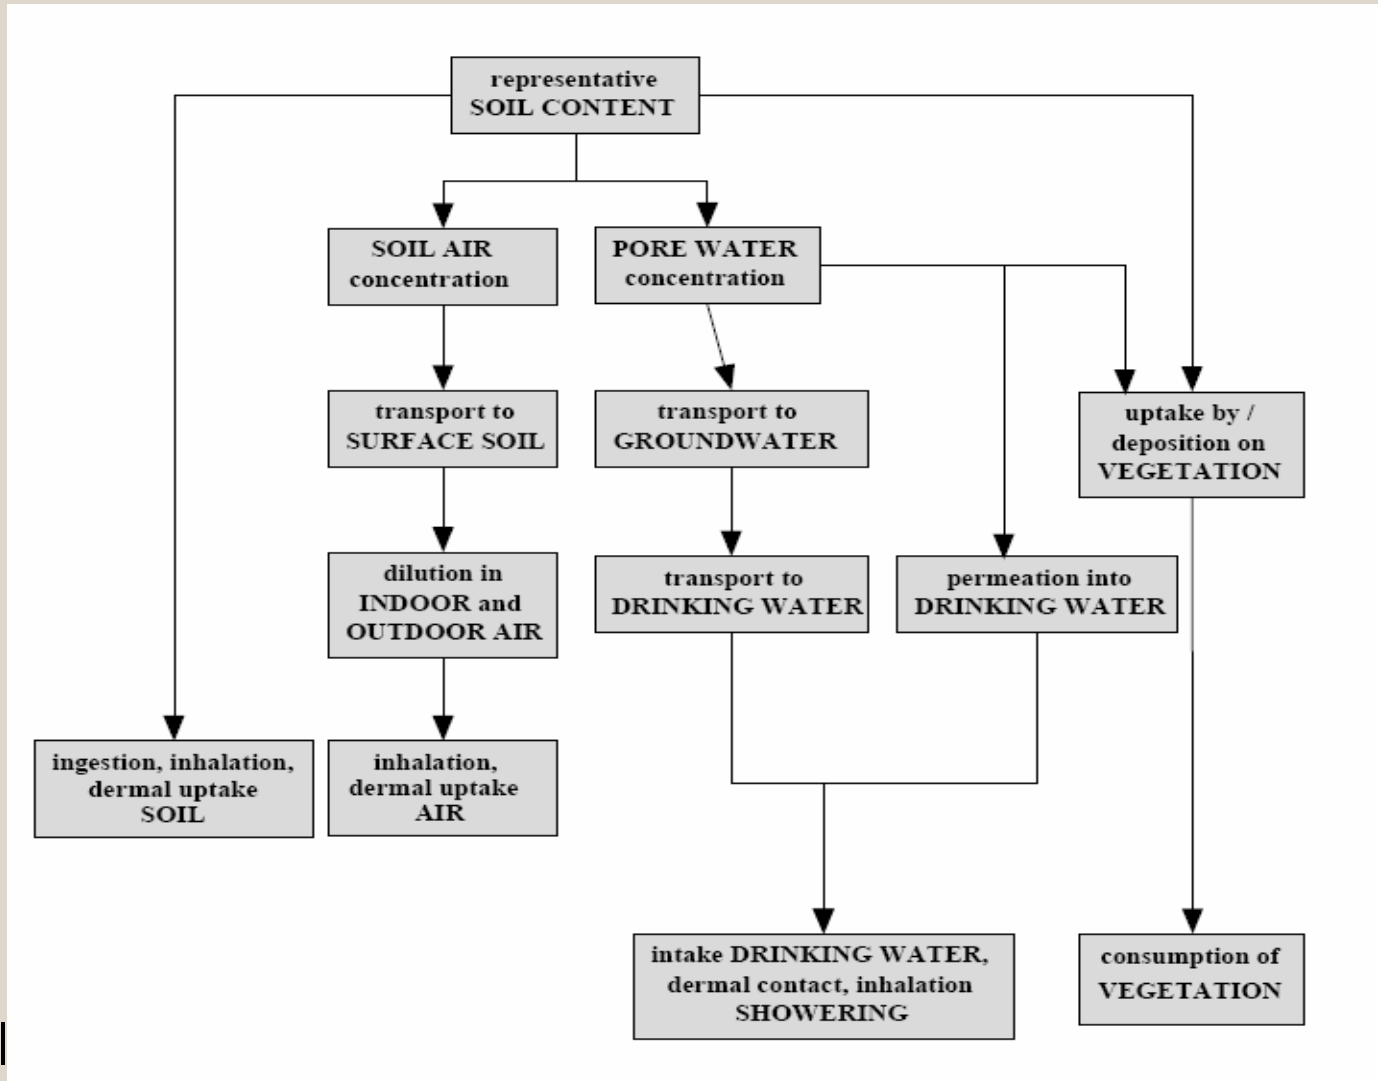 representative
SOIL CONTENT
SOIL AIR
concentration
PORE WATER
concentration
transport to
SURFACE SOIL
transport to
GROUNDWATER
uptake by /
deposition on
VEGETATION
dilution in
INDOOR and
OUTDOOR AIR
transport to
DRINKING WATER
permeation into
DRINKING WATER
ingestion, inhalation,
dermal uptake
SOIL
inhalation,
dermal uptake
AIR
intake DRINKING WATER,
dermal contact, inhalation
SHOWERING
consumption of
VEGETATION